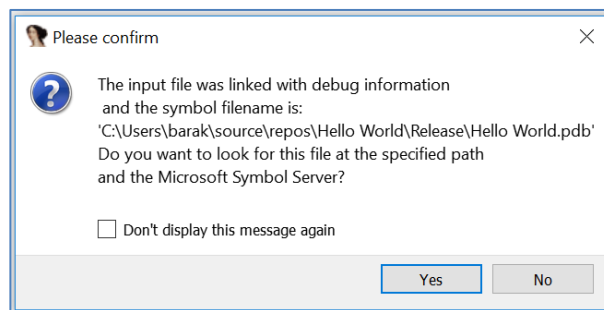 Please confirm
The input file was linked with debug information
and the symbol filename is:
'C:\Users\barak\source\repos\Hello World\Release\Hello World.pdb'
Do you want to look for this file at the specified path
and the Microsoft Symbol Server?
Don't display this message again
Yes No